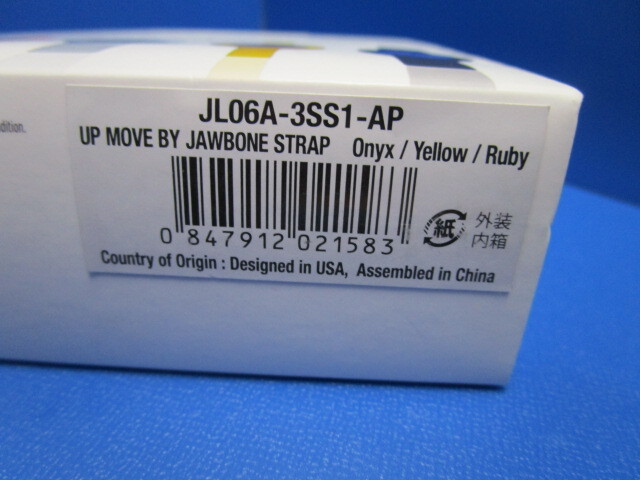 dition.
JL06A-3SS1-AP
UP MOVE BY JAWBONE STRAP Onyx / Yellow / Ruby
0 847912 021583
紙 外装
内箱
Country of Origin : Designed in USA, Assembled in China